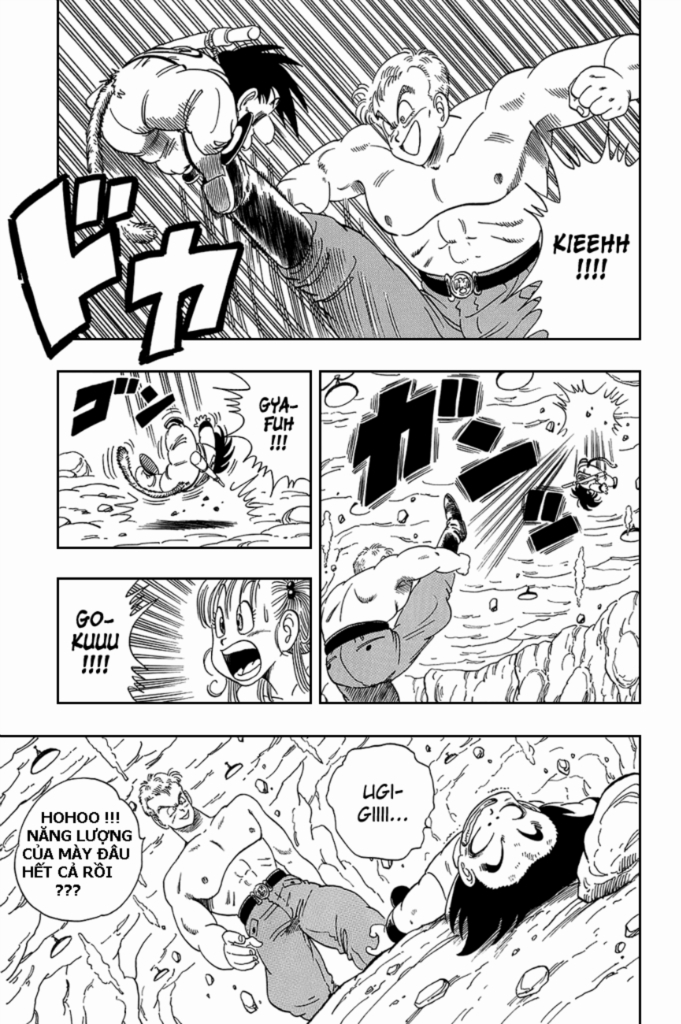 KIEEHH
!!!!
ドカ
ガンッ
GYA-
FUH
!!!
ゴン
GO-
KUUU
!!!!
UGI-
GIIII...
HOHOO !!!
NĂNG LƯỢNG
CỦA MÀY ĐÂU
HẾT CẢ RỒI
???